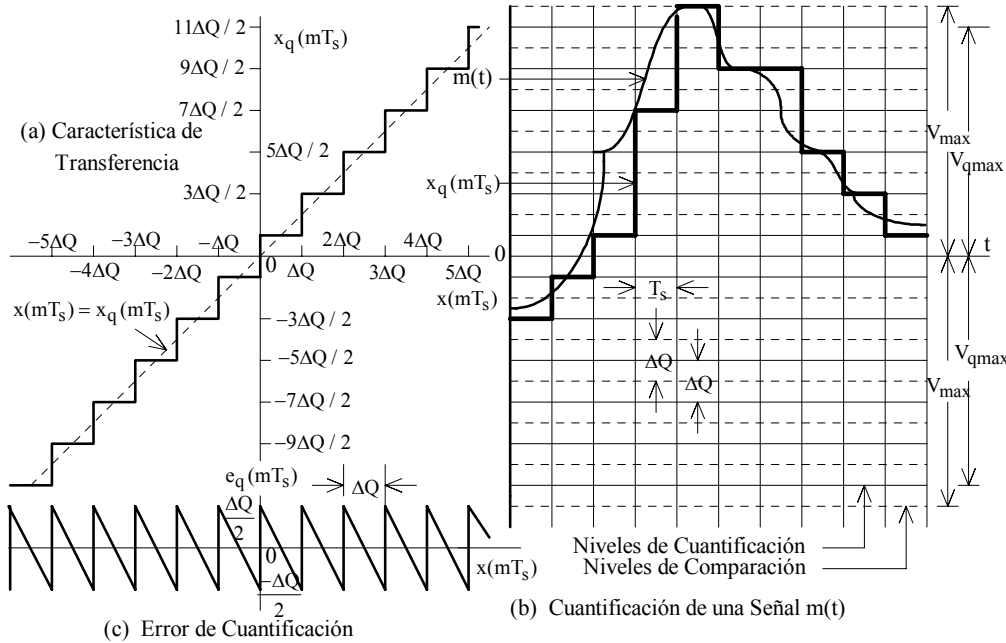 11ΔQ / 2
x_q(mT_s)
9ΔQ / 2
7ΔQ / 2
(a) Característica de
Transferencia
5ΔQ / 2
3ΔQ / 2
−5ΔQ
−3ΔQ
−ΔQ
2ΔQ
4ΔQ
−4ΔQ
−2ΔQ
0
ΔQ
3ΔQ
5ΔQ
x(mT_s)
x(mT_s) = x_q(mT_s)
−3ΔQ / 2
−5ΔQ / 2
−7ΔQ / 2
−9ΔQ / 2
e_q(mT_s)
ΔQ
ΔQ
2
0
x(mT_s)
−ΔQ
2
(c) Error de Cuantificación
m(t)
x_q(mT_s)
V_max
V_qmax
0
t
T_s
ΔQ
ΔQ
V_qmax
V_max
Niveles de Cuantificación
Niveles de Comparación
(b) Cuantificación de una Señal m(t)